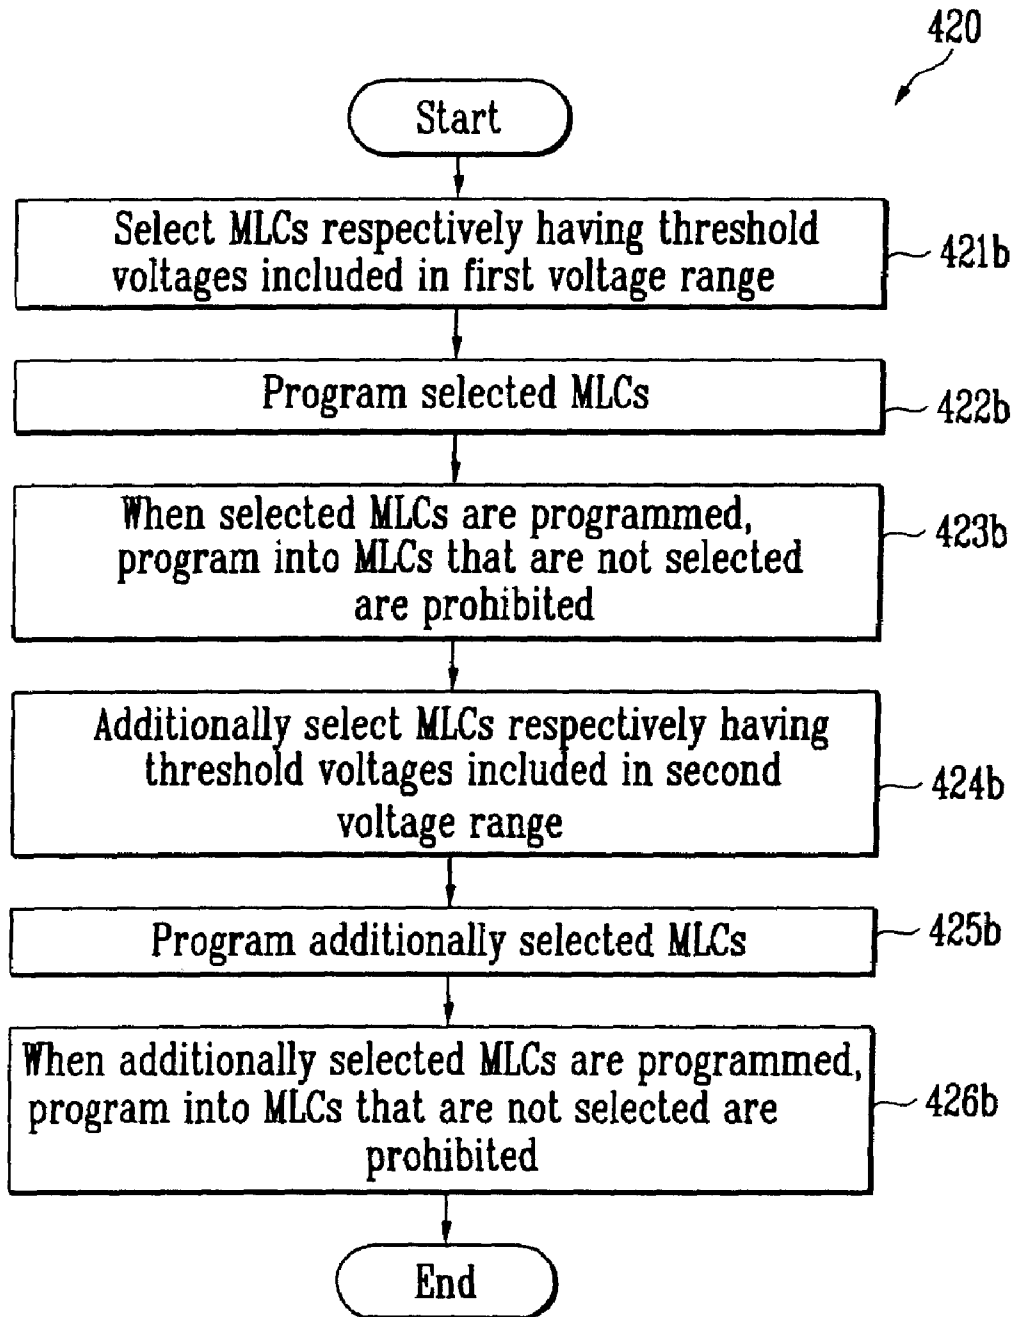 420
Start
Select MLCs respectively having threshold
voltages included in first voltage range
421b
Program selected MLCs
422b
When selected MLCs are programmed,
program into MLCs that are not selected
are prohibited
423b
Additionally select MLCs respectively having
threshold voltages included in second
voltage range
424b
Program additionally selected MLCs
425b
When additionally selected MLCs are programmed,
program into MLCs that are not selected are
prohibited
426b
End